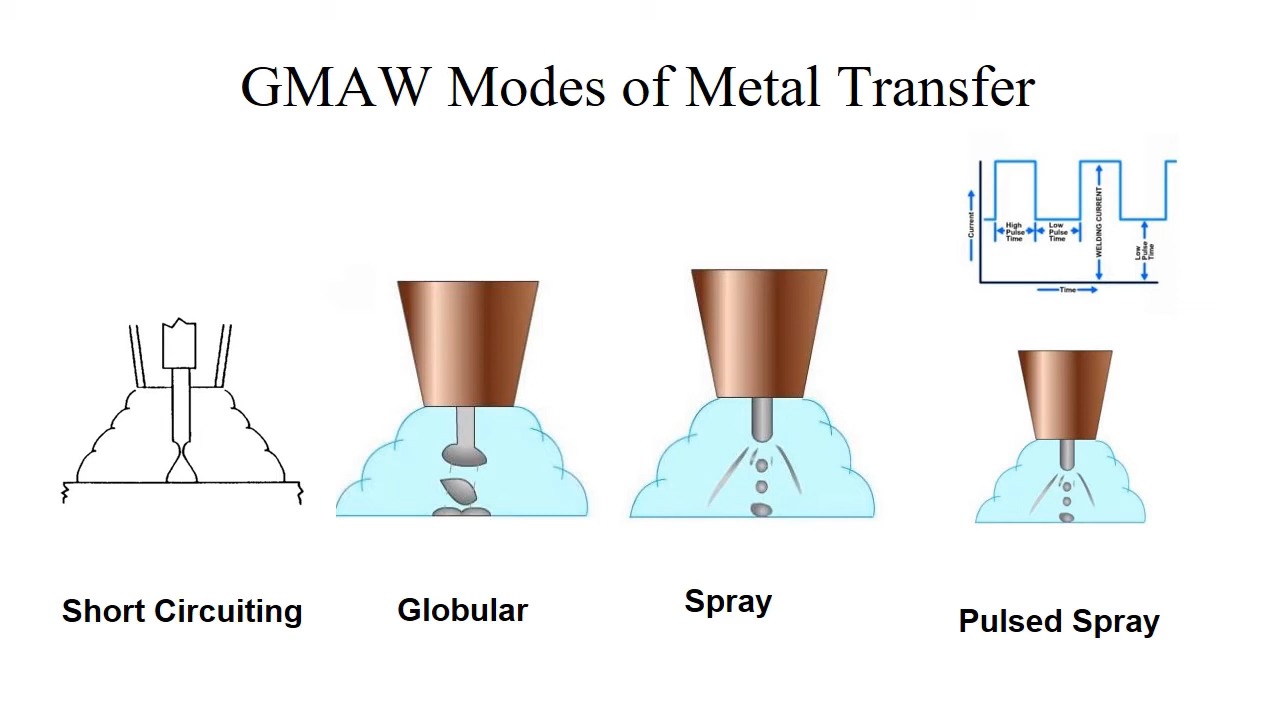 GMAW Modes of Metal Transfer
Current
High
Pulse
Time
Low
Pulse
Time
WELDING CURRENT
Low
Pulse
Time
Time
Short Circuiting
Globular
Spray
Pulsed Spray